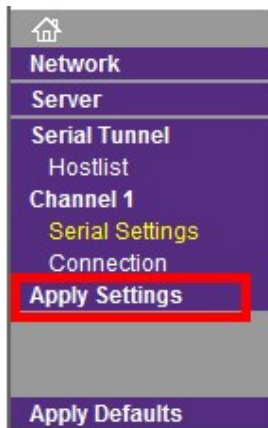 Network
Server
Serial Tunnel
Hostlist
Channel 1
Serial Settings
Connection
Apply Settings
Apply Defaults